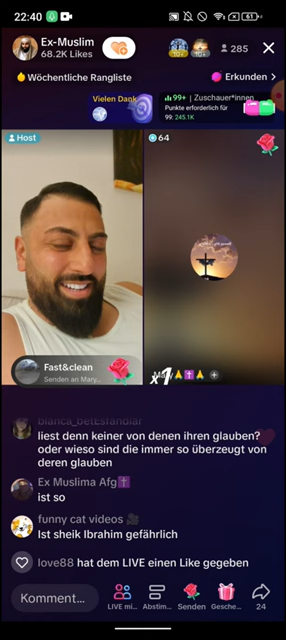 22:40
61
Ex-Muslim
68.2K Likes
285
Wöchentliche Rangliste
Erkunden >
Vielen Dank
99+ | Zuschauer*innen
Punkte erforderlich für
99: 245.1K
Host
64
Fast&clean
Senden an Mary..
x1
bianca_betEsfandiar
liest denn keiner von denen ihren glauben?
oder wieso sind die immer so überzeugt von
deren glauben
Ex Muslima Afg✝️
ist so
funny cat videos 🎥
Ist sheik Ibrahim gefährlich
love88 hat dem LIVE einen Like gegeben
Komment...
LIVE mi...
Abstim...
Senden
Gesche...
24